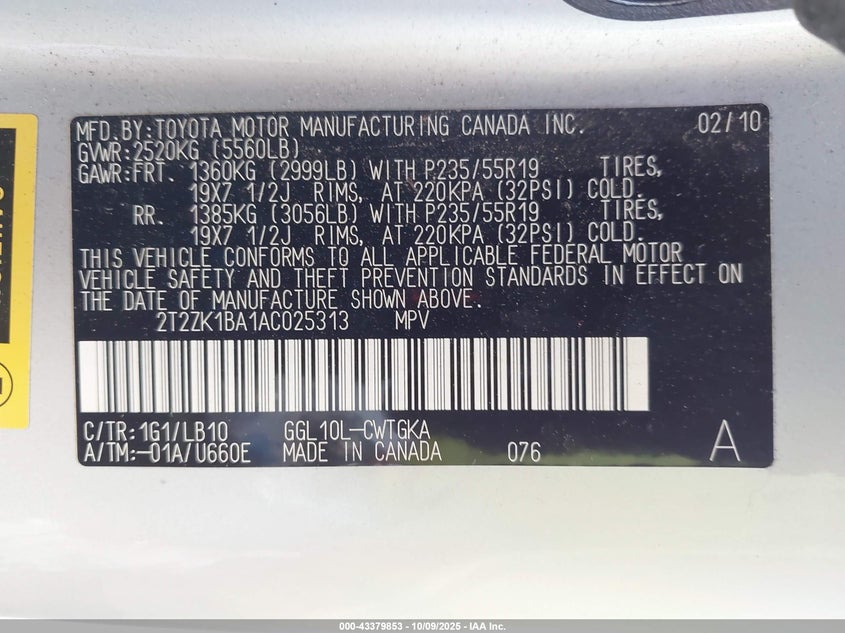 MFD.BY:TOYOTA MOTOR MANUFACTURING CANADA INC. 02/10
GVWR:2520KG (5560LB)
GAWR:FRT. 1360KG (2999LB) WITH P235/55R19 TIRES,
19X7 1/2J RIMS, AT 220KPA (32PSI) COLD.
RR. 1385KG (3056LB) WITH P235/55R19 TIRES,
19X7 1/2J RIMS, AT 220KPA (32PSI) COLD.
THIS VEHICLE CONFORMS TO ALL APPLICABLE FEDERAL MOTOR
VEHICLE SAFETY AND THEFT PREVENTION STANDARDS IN EFFECT ON
THE DATE OF MANUFACTURE SHOWN ABOVE.
2T2ZK1BA1AC025313 MPV
C/TR:1G1/LB10 GGL10L-CWTGKA
A/TM:-01A/U660E MADE IN CANADA 076 A
000-43379853 - 10/09/2025 - IAA Inc.